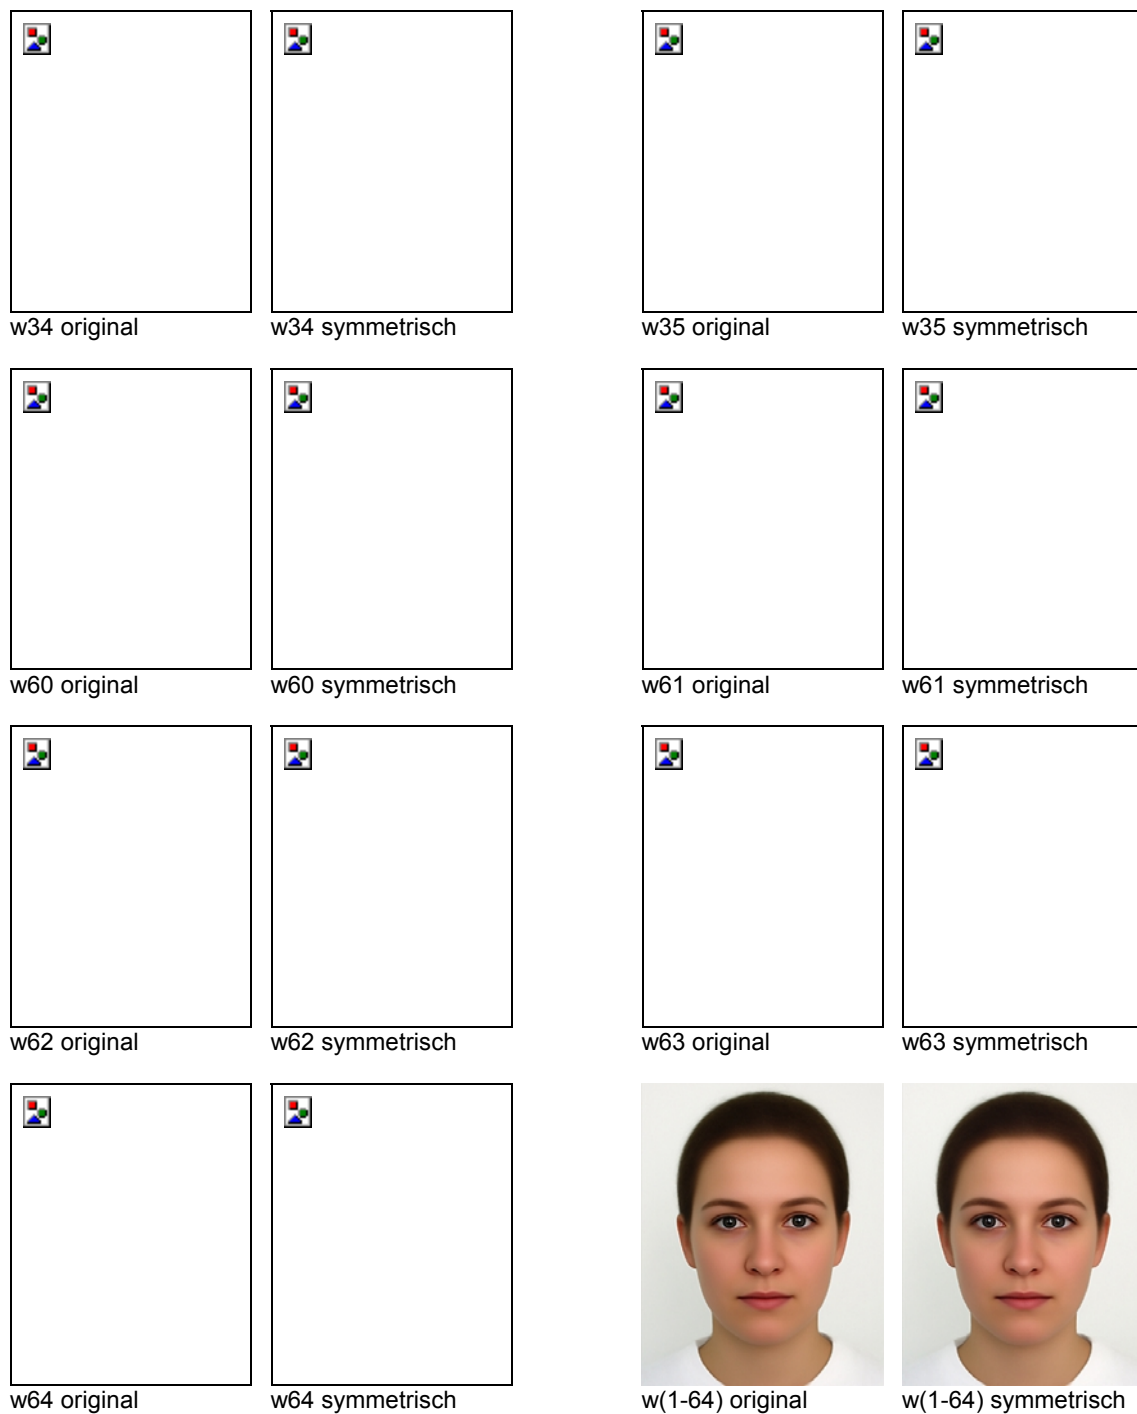 w34 original w34 symmetrisch w35 original w35 symmetrisch
w60 original w60 symmetrisch w61 original w61 symmetrisch
w62 original w62 symmetrisch w63 original w63 symmetrisch
w64 original w64 symmetrisch w(1-64) original w(1-64) symmetrisch